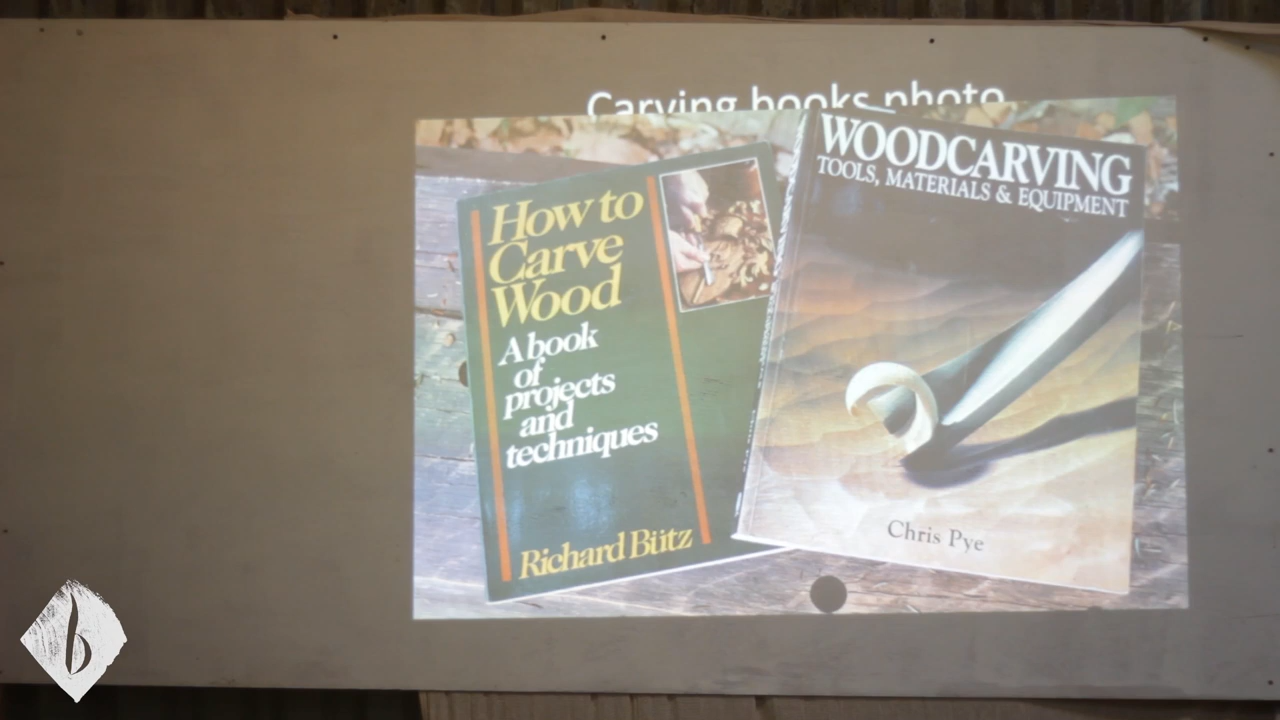 Carving books photo
How to
Carve
Wood
A book
of
projects
and
techniques
Richard Bütz
WOODCARVING
TOOLS, MATERIALS & EQUIPMENT
Chris Pye
b